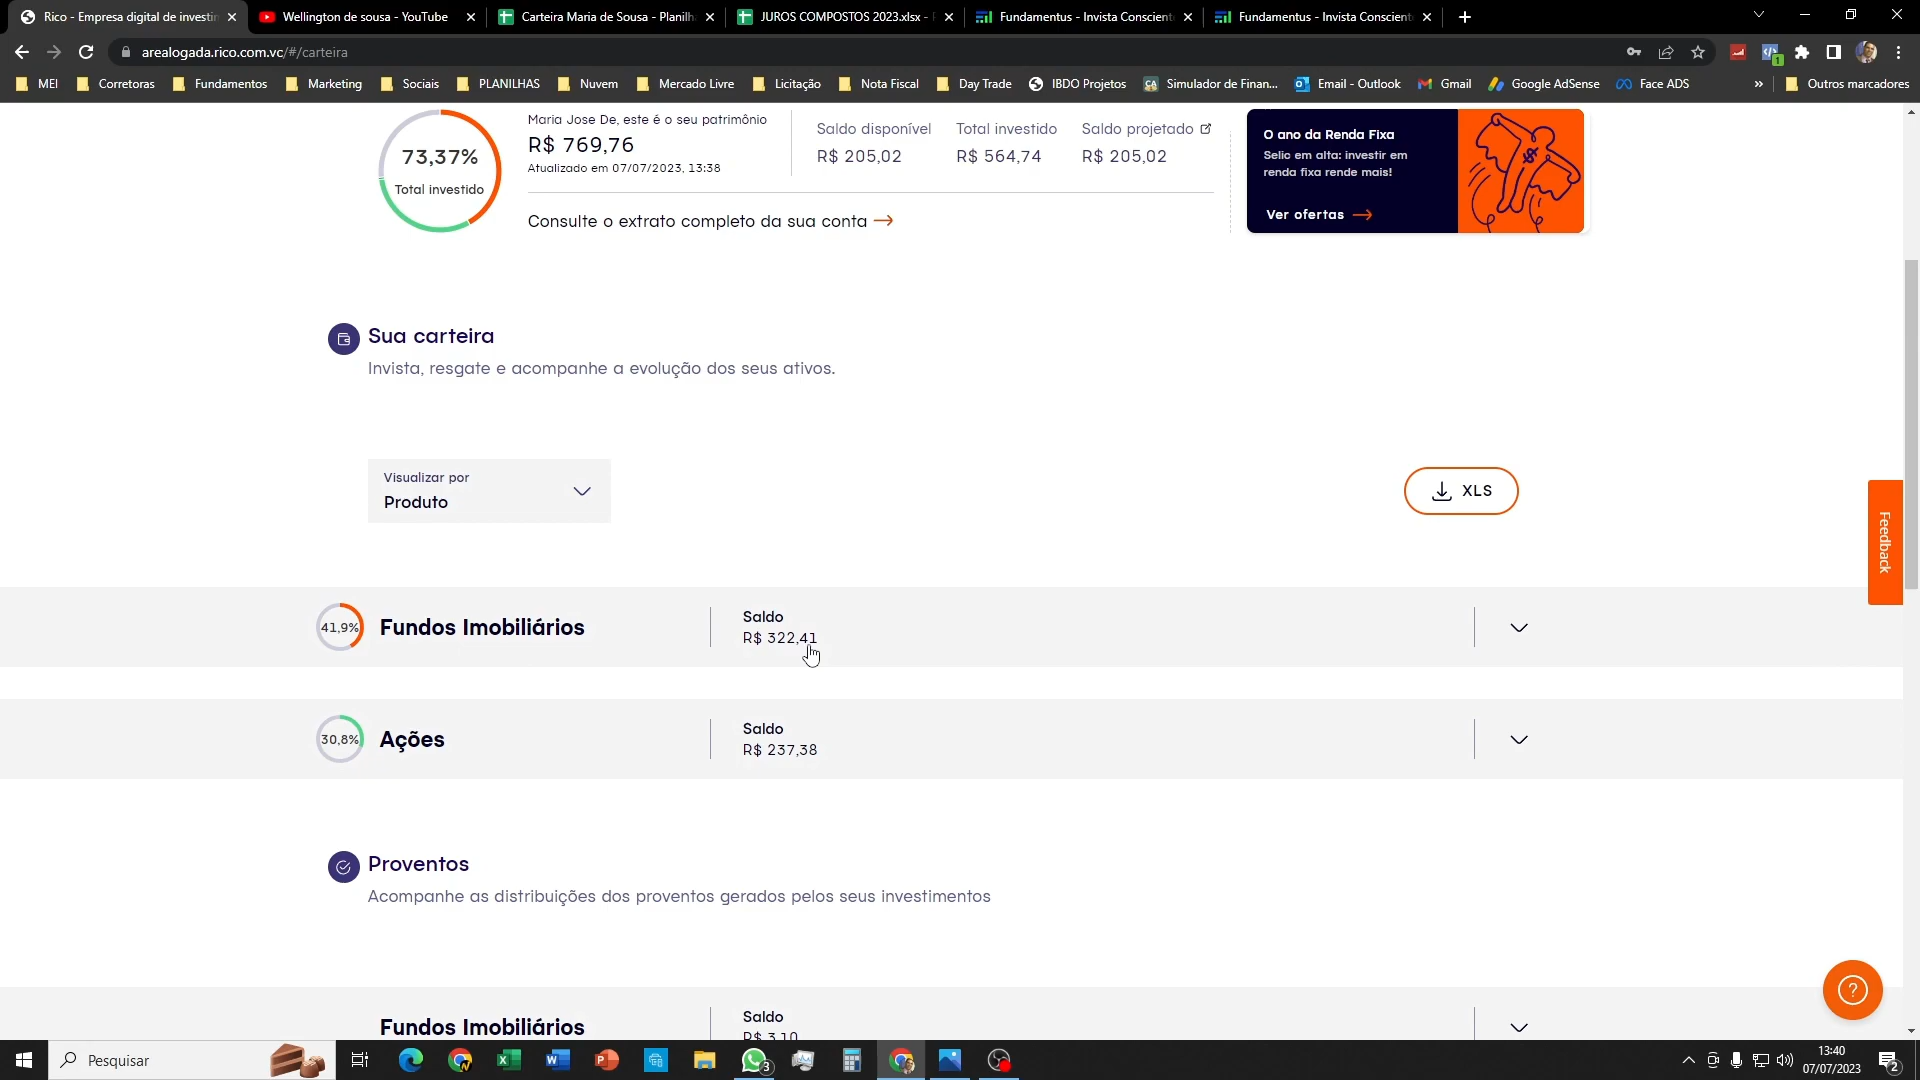 Rico - Empresa digital de investin
Wellington de sousa - YouTube
Carteira Maria de Sousa - Planilh
JUROS COMPOSTOS 2023.xlsx -
Fundamentus - Invista Conscient
Fundamentus - Invista Conscient
arealogada.rico.com.vc/#/carteira
1
MEI
Corretoras
Fundamentos
Marketing
Sociais
PLANILHAS
Nuvem
Mercado Livre
Licitação
Nota Fiscal
Day Trade
IBDO Projetos
CA
Simulador de Finan...
Email - Outlook
Gmail
Google AdSense
Face ADS
»
Outros marcadores
73,37%
Total investido
Maria Jose De, este é o seu patrimônio
R$ 769,76
Atualizado em 07/07/2023, 13:38
Saldo disponível
R$ 205,02
Total investido
R$ 564,74
Saldo projetado
R$ 205,02
Consulte o extrato completo da sua conta
O ano da Renda Fixa
Selic em alta: investir em
renda fixa rende mais!
Ver ofertas
Sua carteira
Invista, resgate e acompanhe a evolução dos seus ativos.
Visualizar por
Produto
XLS
Feedback
41,9%
Fundos Imobiliários
Saldo
R$ 322,41
30,8%
Ações
Saldo
R$ 237,38
Proventos
Acompanhe as distribuições dos proventos gerados pelos seus investimentos
Fundos Imobiliários
Saldo
R$ 3,10
?
Pesquisar
3
13:40
07/07/2023
2